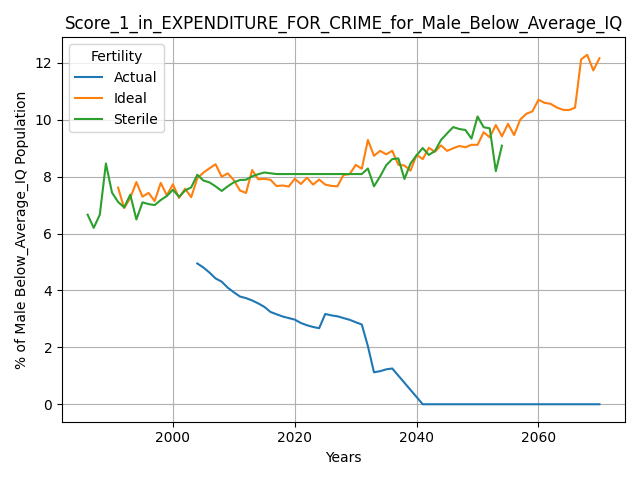 Score_1_in_EXPENDITURE_FOR_CRIME_for_Male_Below_Average_IQ
Fertility
Actual
Ideal
Sterile
% of Male Below_Average_IQ Population
12
10
8
6
4
2
0
2000
2020
2040
2060
Years